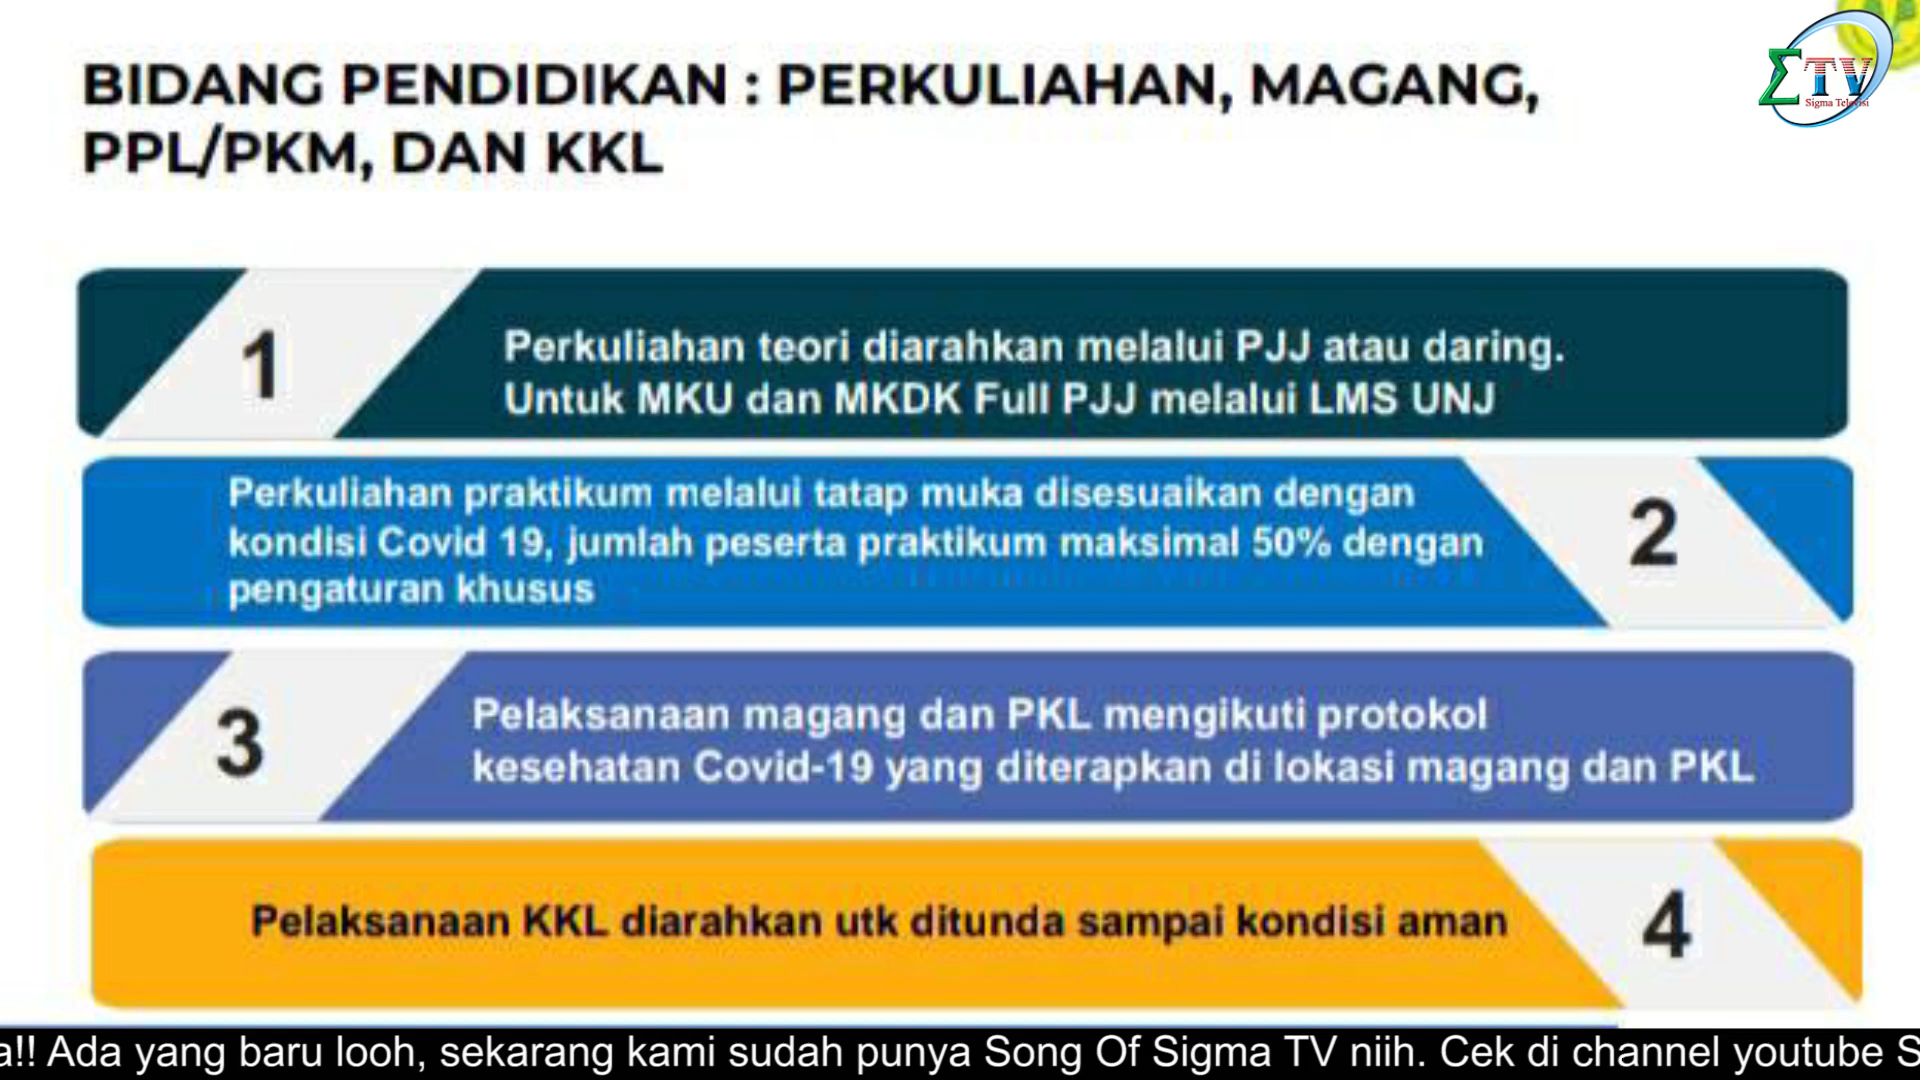 BIDANG PENDIDIKAN : PERKULIAHAN, MAGANG,
PPL/PKM, DAN KKL
ΣTV
Sigma Televisi
1
Perkuliahan teori diarahkan melalui PJJ atau daring.
Untuk MKU dan MKDK Full PJJ melalui LMS UNJ
Perkuliahan praktikum melalui tatap muka disesuaikan dengan
kondisi Covid 19, jumlah peserta praktikum maksimal 50% dengan
pengaturan khusus
2
3
Pelaksanaan magang dan PKL mengikuti protokol
kesehatan Covid-19 yang diterapkan di lokasi magang dan PKL
Pelaksanaan KKL diarahkan utk ditunda sampai kondisi aman
4
a!! Ada yang baru looh, sekarang kami sudah punya Song Of Sigma TV niih. Cek di channel youtube S